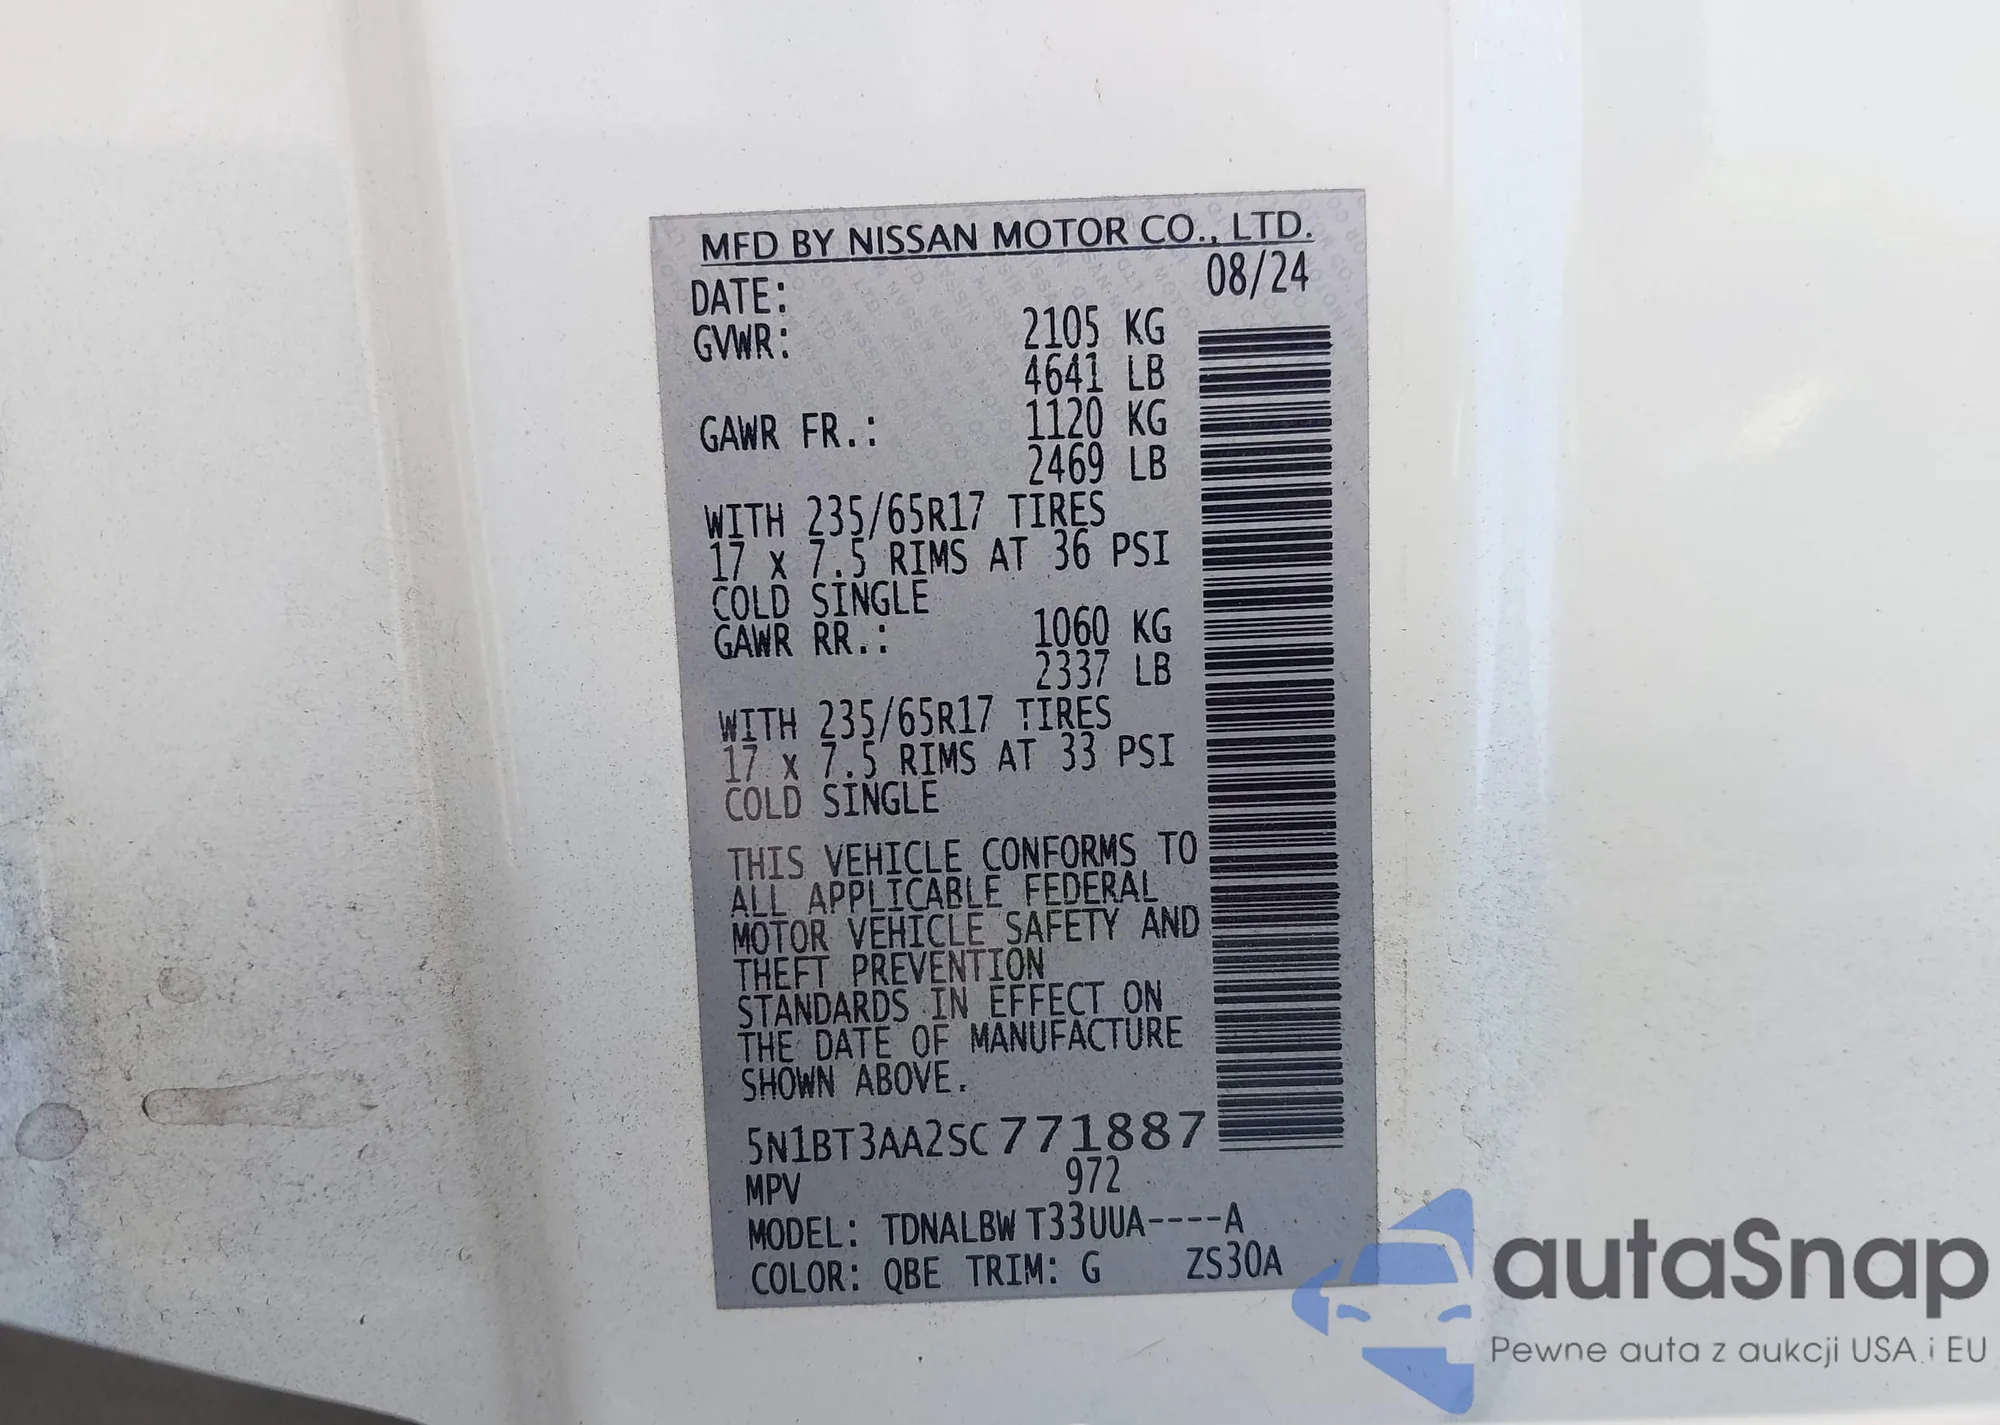 MFD BY NISSAN MOTOR CO., LTD.
DATE: 08/24
GVWR: 2105 KG
4641 LB
GAWR FR.: 1120 KG
2469 LB
WITH 235/65R17 TIRES
17 x 7.5 RIMS AT 36 PSI
COLD SINGLE
GAWR RR.: 1060 KG
2337 LB
WITH 235/65R17 TIRES
17 x 7.5 RIMS AT 33 PSI
COLD SINGLE
THIS VEHICLE CONFORMS TO
ALL APPLICABLE FEDERAL
MOTOR VEHICLE SAFETY AND
THEFT PREVENTION
STANDARDS IN EFFECT ON
THE DATE OF MANUFACTURE
SHOWN ABOVE.
5N1BT3AA2SC771887
MPV 972
MODEL: TDNALBW T33UUA----A
COLOR: QBE TRIM: G ZS30A
autaSnap
Pewne auta z aukcji USA i EU